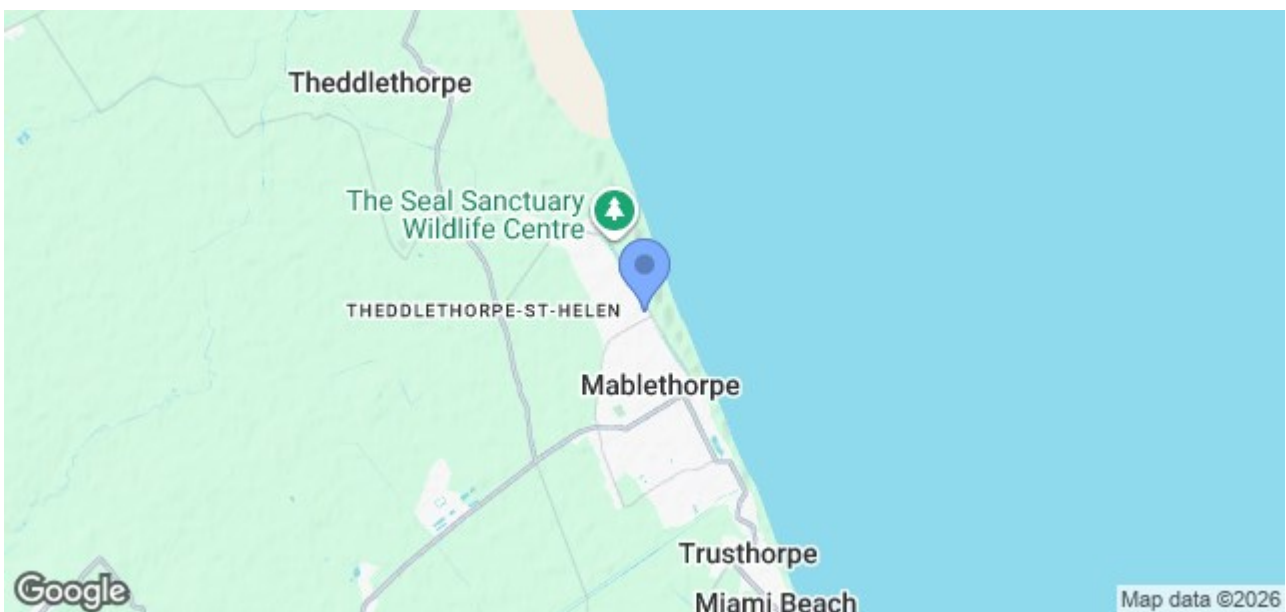 Theddlethorpe
The Seal Sanctuary
Wildlife Centre
THEDDLETHORPE-ST-HELEN
Mablethorpe
Trusthorpe
Miami Beach
Google
Map data ©2026